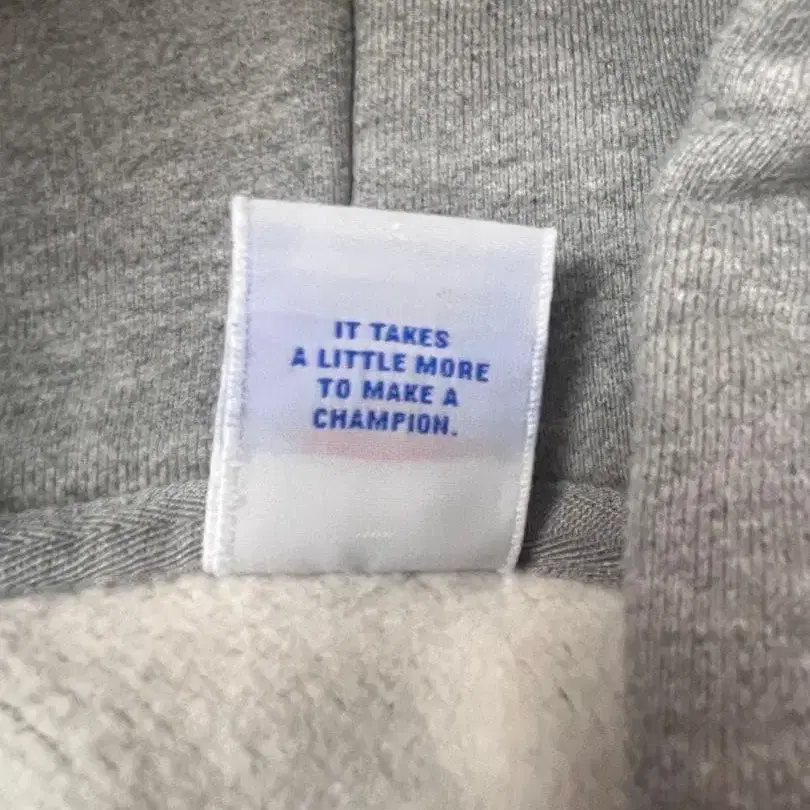 IT TAKES
A LITTLE MORE
TO MAKE A
CHAMPION.